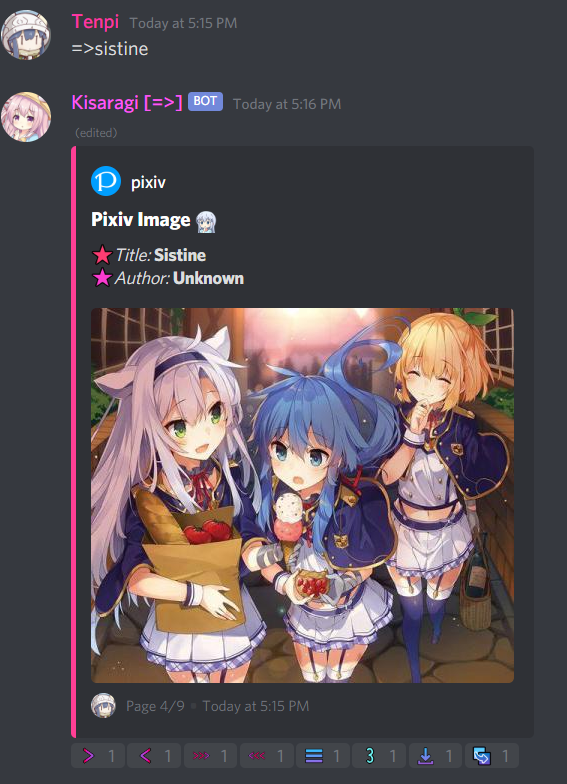 Tenpi Today at 5:15 PM
=>sistine
Kisaragi [=>] BOT Today at 5:16 PM
(edited)
pixiv
Pixiv Image
Title: Sistine
Author: Unknown
Page 4/9 • Today at 5:15 PM
1 1 1 1 1 3 1 1 1